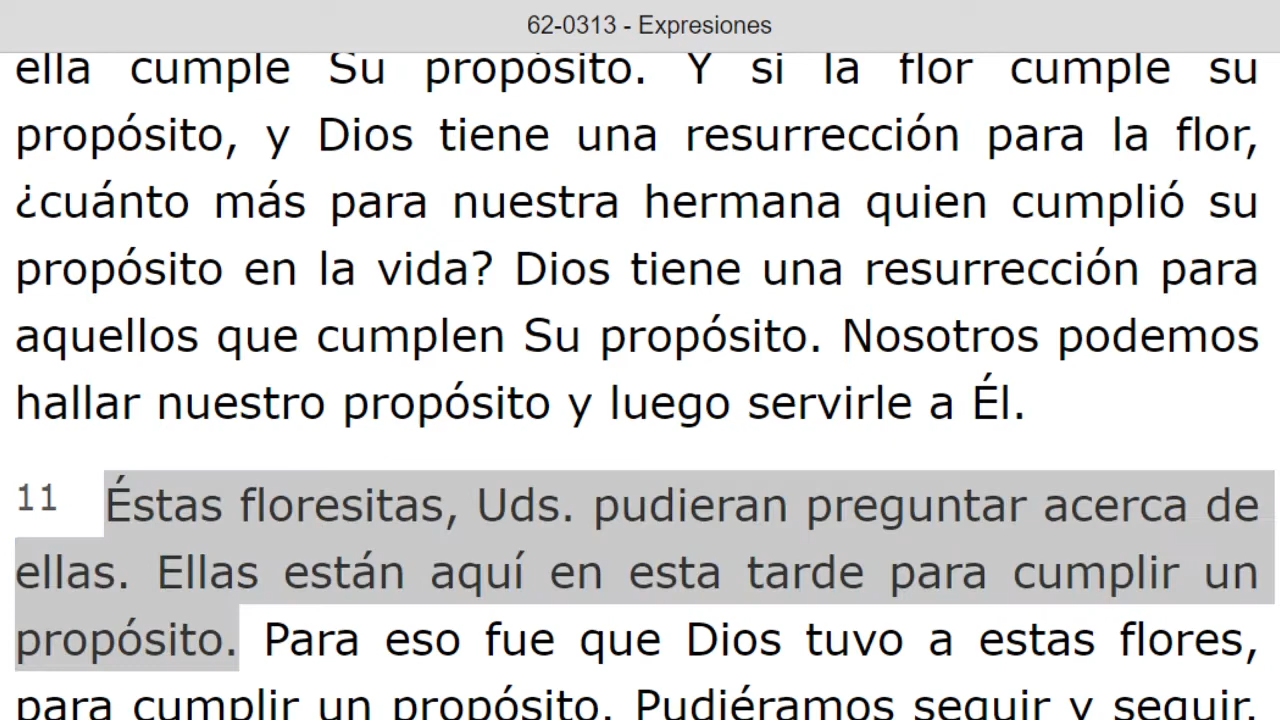 62-0313 - Expresiones
ella cumple Su propósito. Y si la flor cumple su
propósito, y Dios tiene una resurrección para la flor,
¿cuánto más para nuestra hermana quien cumplió su
propósito en la vida? Dios tiene una resurrección para
aquellos que cumplen Su propósito. Nosotros podemos
hallar nuestro propósito y luego servirle a Él.
11 Éstas floresitas, Uds. pudieran preguntar acerca de
ellas. Ellas están aquí en esta tarde para cumplir un
propósito. Para eso fue que Dios tuvo a estas flores,
para cumplir un propósito. Pudiéramos seguir y seguir,